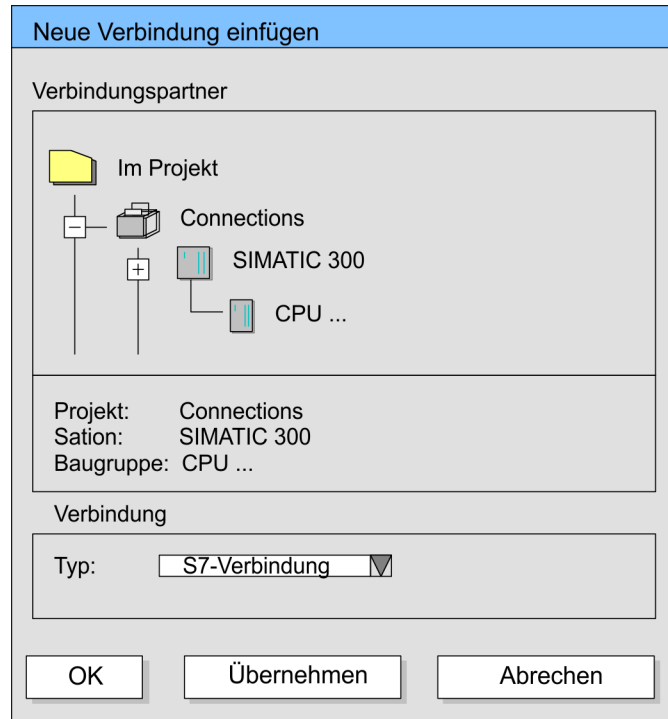 Neue Verbindung einfügen
Verbindungspartner
Im Projekt
Connections
SIMATIC 300
CPU ...
Projekt: Connections
Sation: SIMATIC 300
Baugruppe: CPU ...
Verbindung
Typ: S7-Verbindung
OK Übernehmen Abrechen